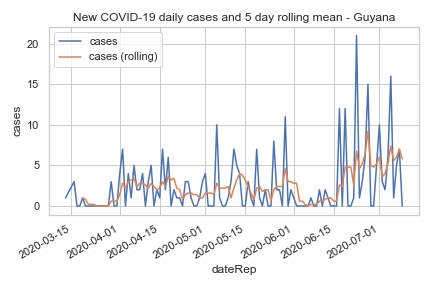 New COVID-19 daily cases and 5 day rolling mean - Guyana
cases
cases (rolling)
20
15
10
5
0
cases
2020-03-15
2020-04-01
2020-04-15
2020-05-01
2020-05-15
2020-06-01
2020-06-15
2020-07-01
dateRep